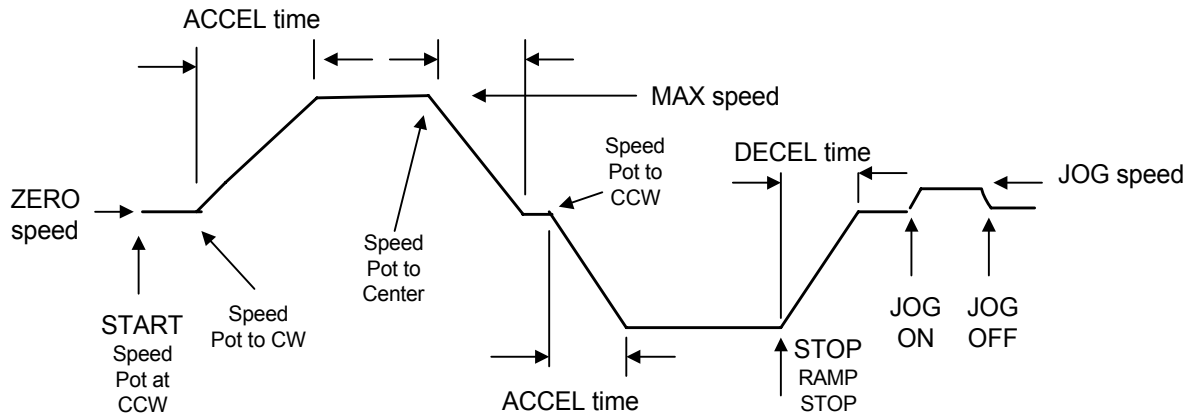 ACCEL time
MAX speed
Speed
Pot to
CCW
DECEL time
JOG speed
ZERO
speed
Speed
Pot to
Center
Speed
Pot to CW
START
Speed
Pot at
CCW
JOG
ON
JOG
OFF
STOP
RAMP
STOP
ACCEL time